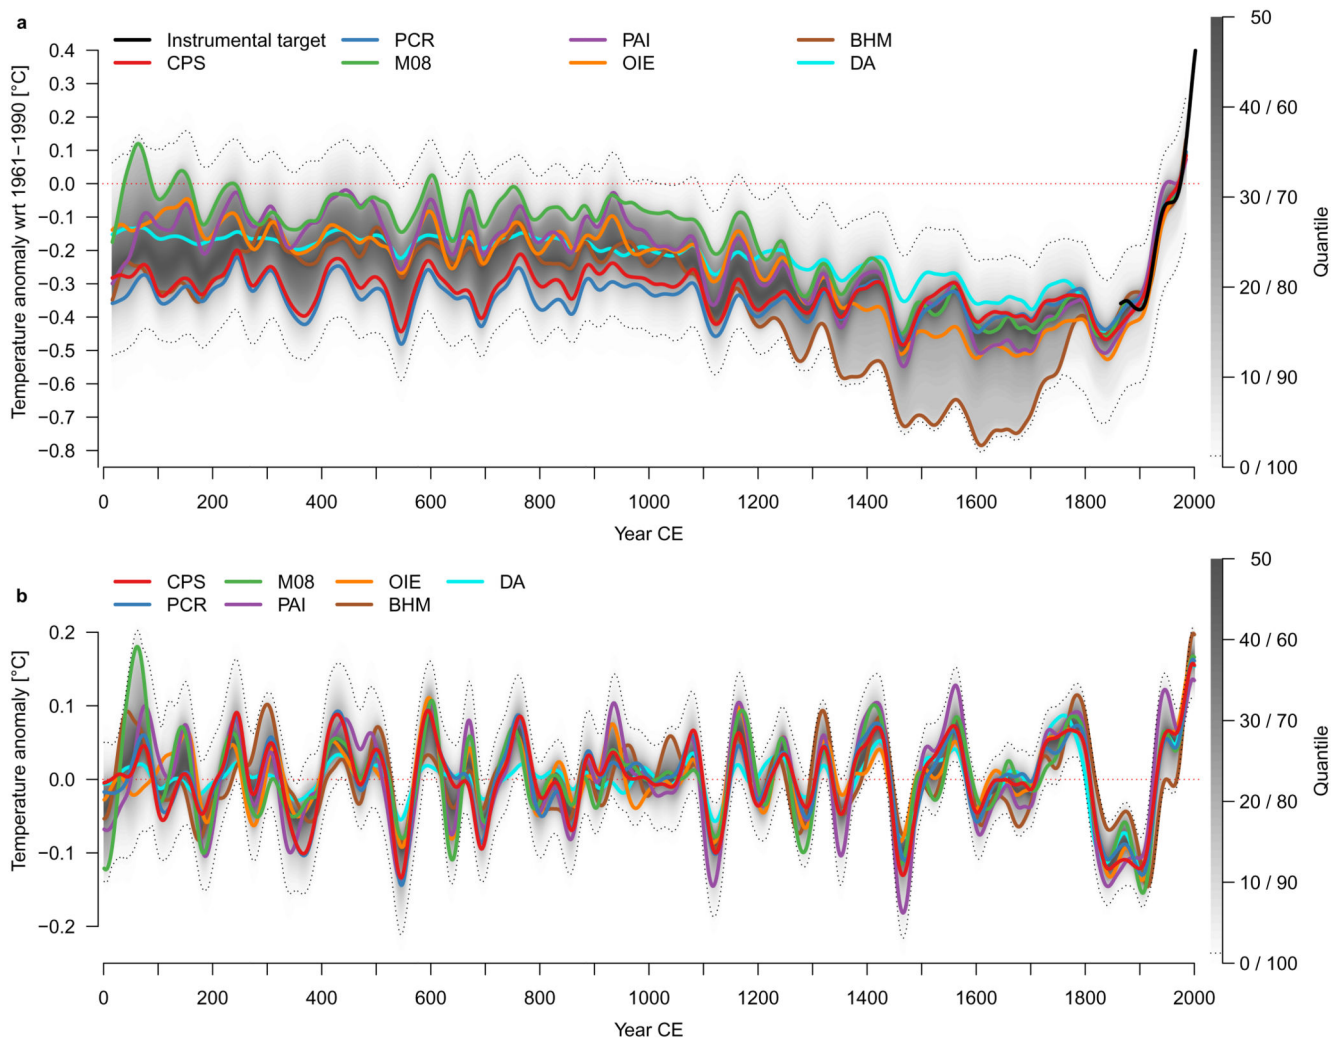 a
Instrumental target PCR PAI BHM
CPS M08 OIE DA
Temperature anomaly wrt 1961−1990 [°C]
0.4
0.3
0.2
0.1
0.0
−0.1
−0.2
−0.3
−0.4
−0.5
−0.6
−0.7
−0.8
0 200 400 600 800 1000 1200 1400 1600 1800 2000
Year CE
50
40 / 60
30 / 70
20 / 80
10 / 90
0 / 100
Quantile
b
CPS M08 OIE DA
PCR PAI BHM
Temperature anomaly [°C]
0.2
0.1
0.0
−0.1
−0.2
0 200 400 600 800 1000 1200 1400 1600 1800 2000
Year CE
50
40 / 60
30 / 70
20 / 80
10 / 90
0 / 100
Quantile